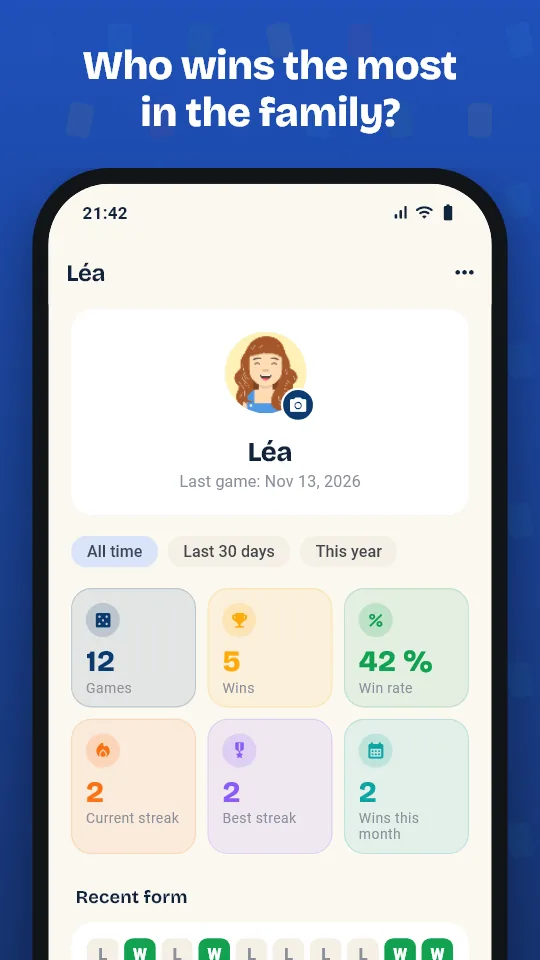 Who wins the most
in the family?
21:42
Léa
Léa
Last game: Nov 13, 2026
All time
Last 30 days
This year
12
Games
5
Wins
42 %
Win rate
2
Current streak
2
Best streak
2
Wins this
month
Recent form
L W L W L L L L W W